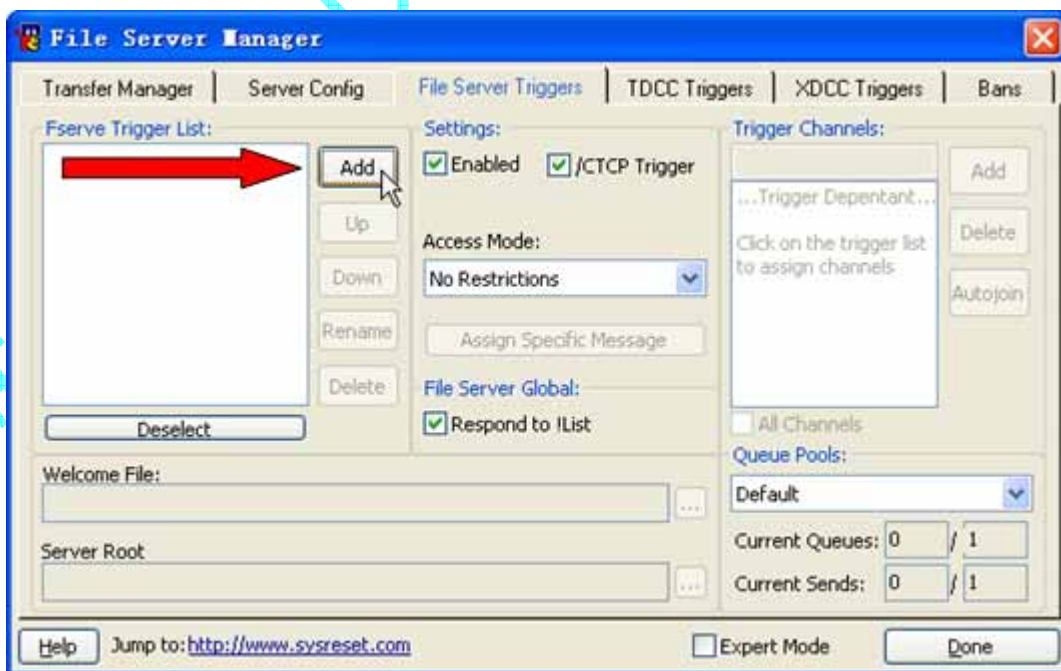 File Server Manager
Transfer Manager
Server Config
File Server Triggers
TDCC Triggers
XDCC Triggers
Bans
Fserve Trigger List:
Add
Up
Down
Rename
Delete
Deselect
Settings:
Enabled
/CTCP Trigger
Access Mode:
No Restrictions
Assign Specific Message
File Server Global:
Respond to !List
Trigger Channels:
...Trigger Dependant...
Click on the trigger list
to assign channels
Add
Delete
Autojoin
All Channels
Queue Pools:
Default
Current Queues: 0 / 1
Current Sends: 0 / 1
Welcome File:
...
Server Root
...
Help
Jump to: http://www.sysreset.com
Expert Mode
Done